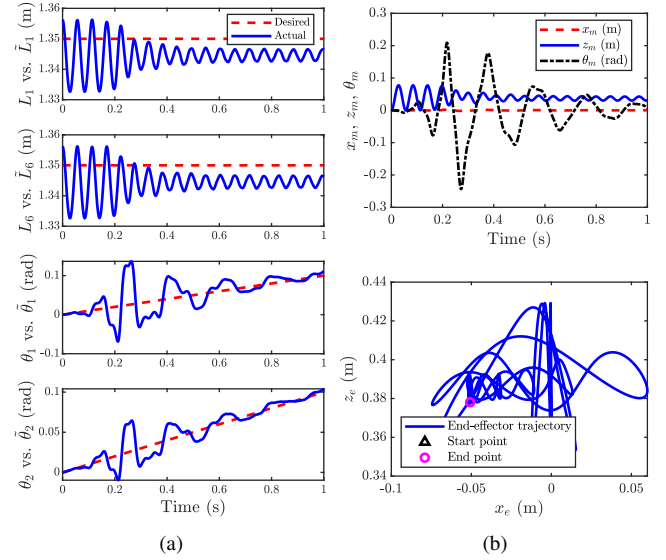 L₁ vs. L̃₁ (m)
1.36
1.35
1.33
Desired
Actual
0 0.2 0.4 0.6 0.8 1
L₆ vs. L̃₆ (m)
1.36
1.35
1.33
0 0.2 0.4 0.6 0.8 1
θ₁ vs. θ̃₁ (rad)
0.1
0
-0.1
0 0.2 0.4 0.6 0.8 1
θ₂ vs. θ̃₂ (rad)
0.1
0.05
0
0 0.2 0.4 0.6 0.8 1
Time (s)
(a)
xₘ, zₘ, θₘ
0.3
0.2
0.1
0
-0.1
-0.2
-0.3
xₘ (m)
zₘ (m)
θₘ (rad)
0 0.2 0.4 0.6 0.8 1
Time (s)
zₑ (m)
0.44
0.42
0.4
0.38
0.34
End-effector trajectory
Start point
End point
-0.1 -0.05 0 0.05
xₑ (m)
(b)